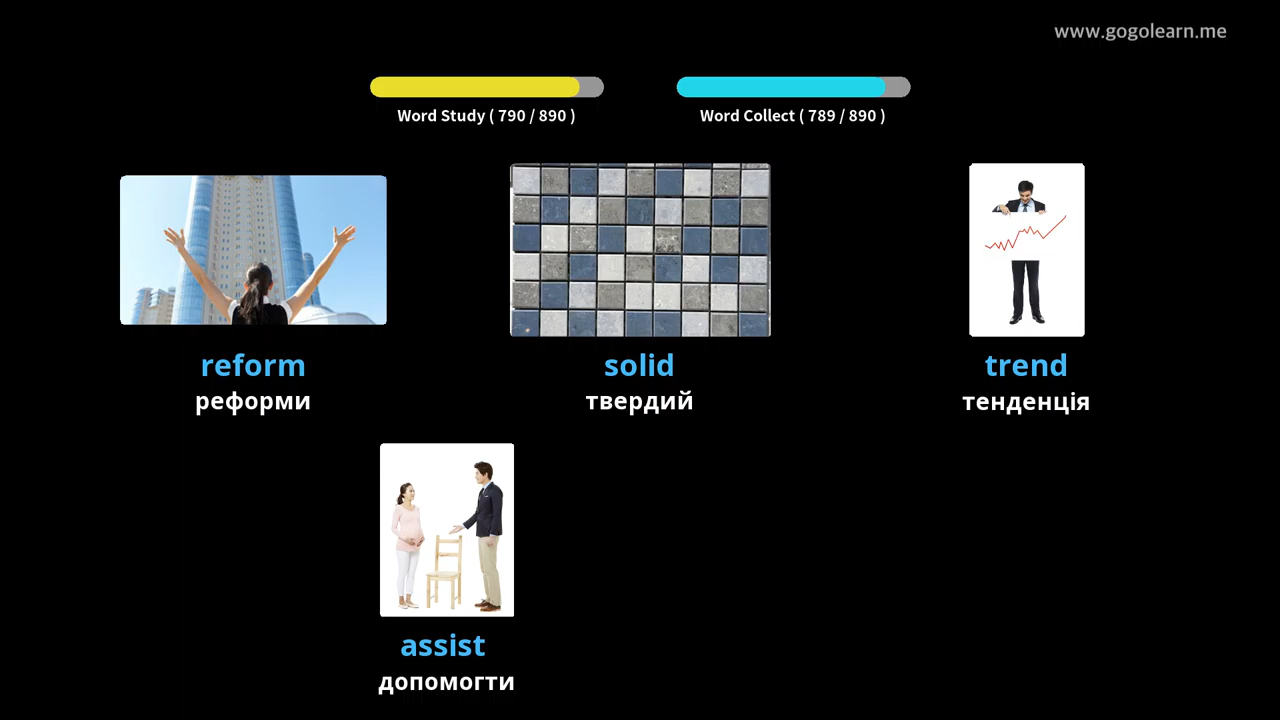 www.gogolearn.me
Word Study ( 790 / 890 )
Word Collect ( 789 / 890 )
reform
реформи
solid
твердий
trend
тенденція
assist
допомогти